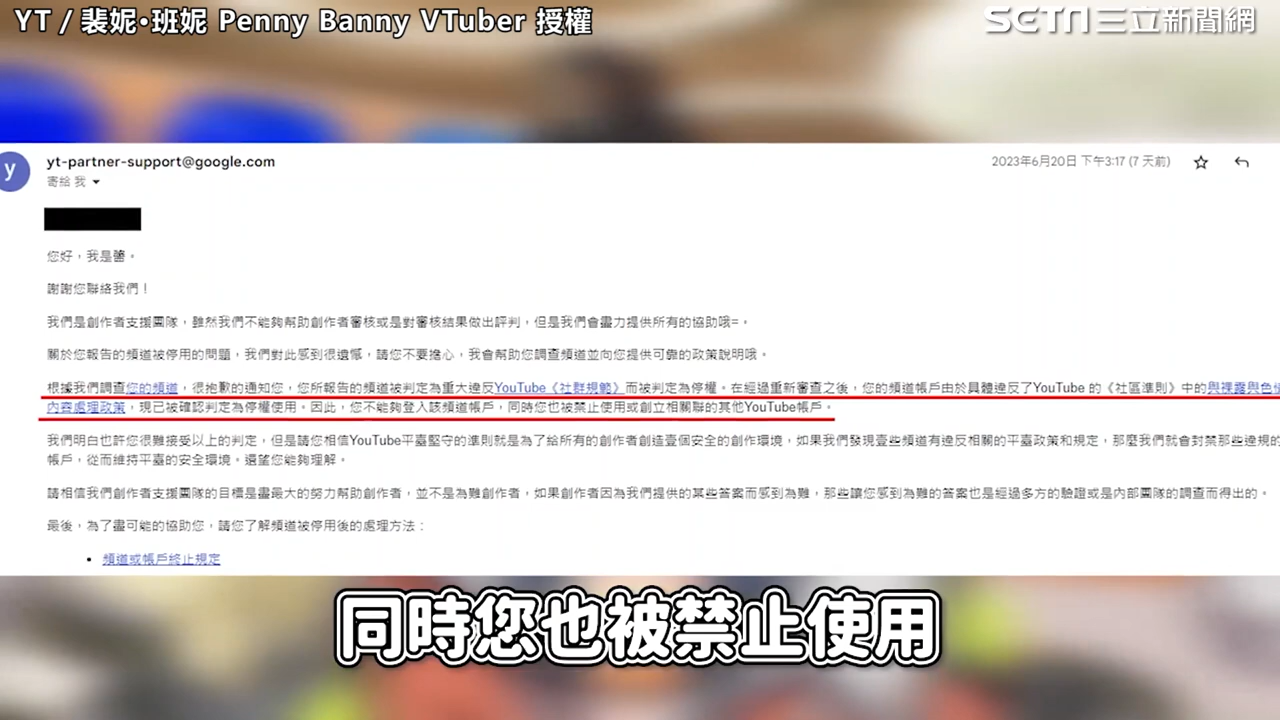 YT / 裴妮•班妮 Penny Banny VTuber 授權
SETN三立新聞網
y
yt-partner-support@google.com
2023年6月20日 下午3:17 (7 天前)
寄給 我
您好，我是醬。
謝謝您聯絡我們！
我們是創作者支援團隊，雖然我們不能夠幫助創作者審核或是對審核結果做出評判，但是我們會盡力提供所有的協助哦=。
關於您報告的頻道被停用的問題，我們對此感到很遺憾，請您不要擔心，我會幫助您調查頻道並向您提供可靠的政策說明哦。
根據我們調查您的頻道，很抱歉的通知您，您所報告的頻道被判定為重大違反YouTube《社群規範》而被判定為停權。在經過重新審查之後，您的頻道帳戶由於具體違反了YouTube 的《社區準則》中的與裸露與色情
內容處理政策，現已被確認判定為停權使用。因此，您不能夠登入該頻道帳戶，同時您也被禁止使用或創立相關聯的其他YouTube帳戶。
我們明白也許您很難接受以上的判定，但是請您相信YouTube平臺堅守的準則就是為了給所有的創作者創造壹個安全的創作環境，如果我們發現壹些頻道有違反相關的平臺政策和規定，那麼我們就會封禁那些違規的
帳戶，從而維持平臺的安全環境。還望您能夠理解。
請相信我們創作者支援團隊的目標是盡最大的努力幫助創作者，並不是為難創作者，如果創作者因為我們提供的某些答案而感到為難，那些讓您感到為難的答案也是經過多方的驗證或是內部團隊的調查而得出的。
最後，為了盡可能的協助您，請您了解頻道被停用後的處理方法：
• 頻道或帳戶終止規定
同時您也被禁止使用